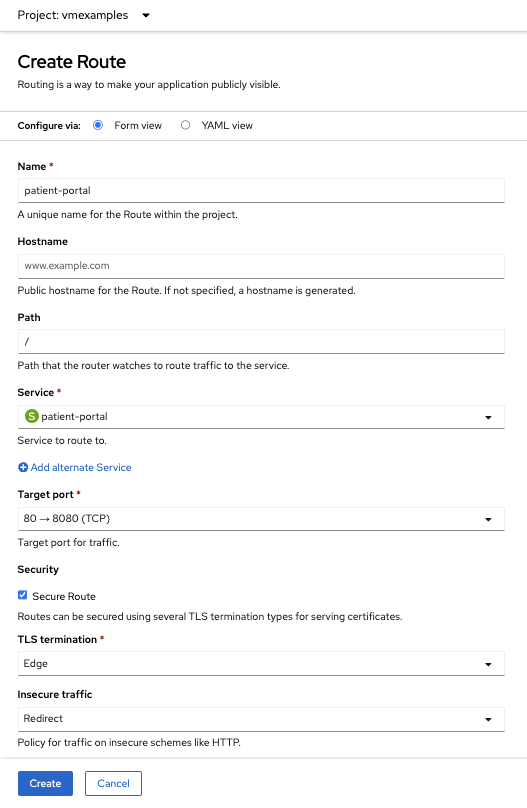 Project: vmexamples
Create Route
Routing is a way to make your application publicly visible.
Configure via: Form view YAML view
Name *
patient-portal
A unique name for the Route within the project.
Hostname
www.example.com
Public hostname for the Route. If not specified, a hostname is generated.
Path
/
Path that the router watches to route traffic to the service.
Service *
S patient-portal
Service to route to.
Add alternate Service
Target port *
80 → 8080 (TCP)
Target port for traffic.
Security
Secure Route
Routes can be secured using several TLS termination types for serving certificates.
TLS termination *
Edge
Insecure traffic
Redirect
Policy for traffic on insecure schemes like HTTP.
Create Cancel